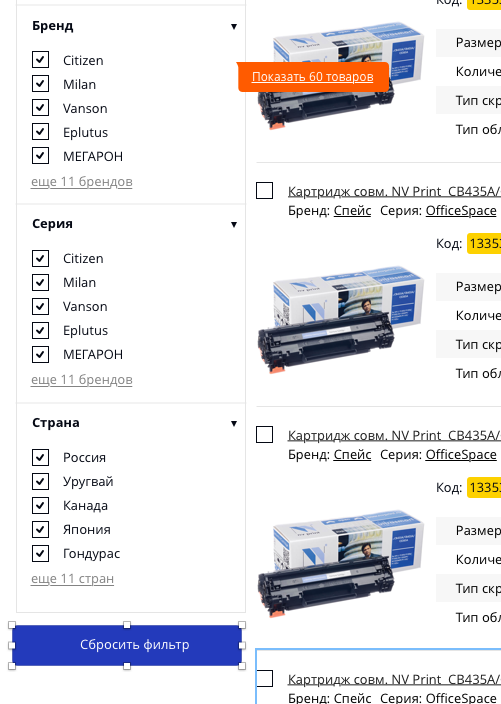 Код:
Бренд ▾
Citizen
Milan
Vanson
Eplutus
МЕГАРОН
еще 11 брендов
Серия ▾
Citizen
Milan
Vanson
Eplutus
МЕГАРОН
еще 11 брендов
Страна ▾
Россия
Уругвай
Канада
Япония
Гондурас
еще 11 стран
Сбросить фильтр
Показать 60 товаров
Размер
Количе
Тип скр
Тип обл
Картридж совм. NV Print CB435A/
Бренд: Спейс Серия: OfficeSpace
Код: 1335
Размер
Количе
Тип скр
Тип обл
Картридж совм. NV Print CB435A/
Бренд: Спейс Серия: OfficeSpace
Код: 1335
Размер
Количе
Тип скр
Тип обл
Картридж совм. NV Print CB435A/
Бренд: Спейс Серия: OfficeSpace